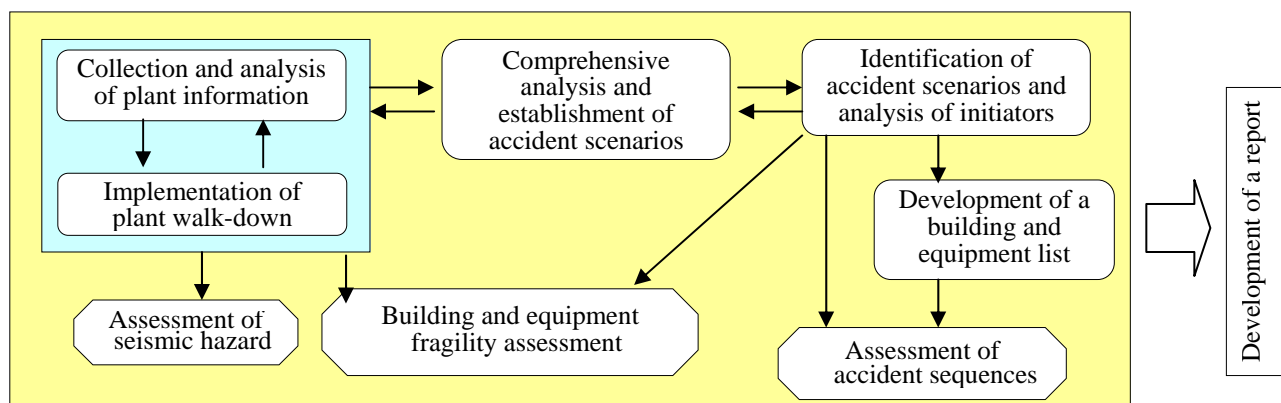 Collection and analysis
of plant information
Implementation of
plant walk-down
Comprehensive
analysis and
establishment of
accident scenarios
Identification of
accident scenarios and
analysis of initiators
Development of a
building and
equipment list
Assessment of
seismic hazard
Building and equipment
fragility assessment
Assessment of
accident sequences
Development of a report